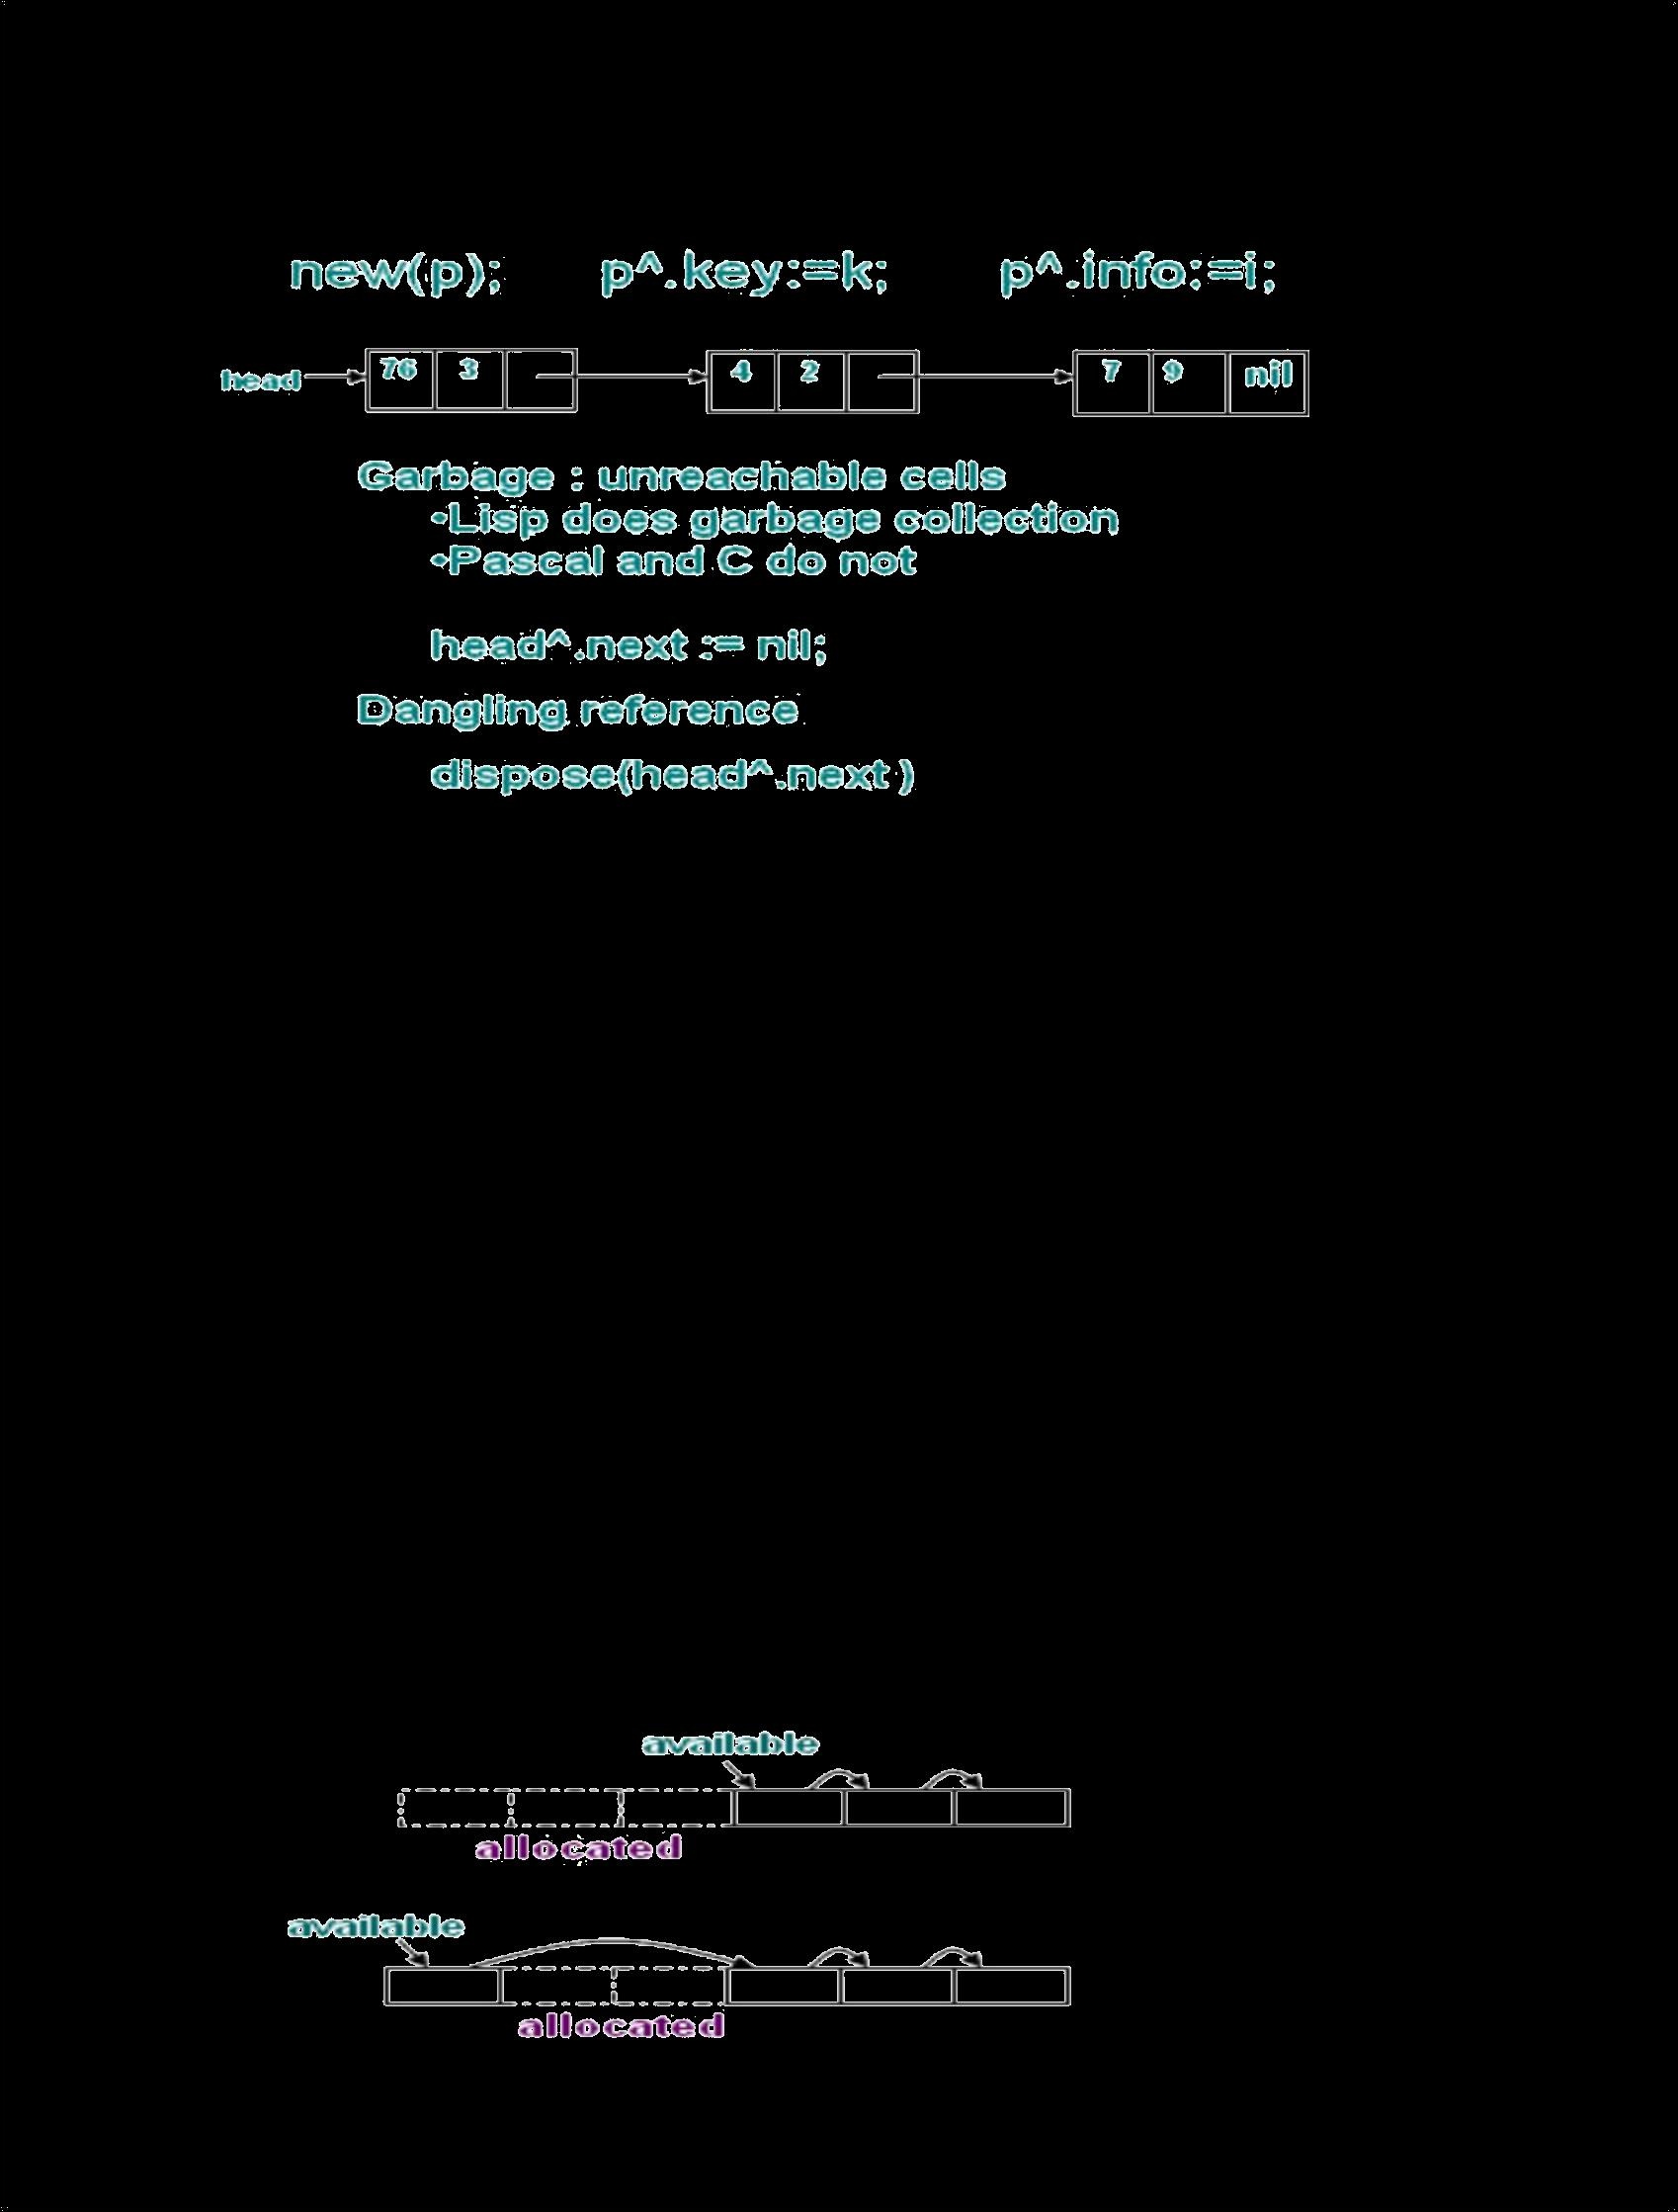 new(p); p^.key:=k; p^.info:=i;
head 76 3 4 2 7 9 nil
Garbage : unreachable cells
•Lisp does garbage collection
•Pascal and C do not
head^.next := nil;
Dangling reference
dispose(head^.next )
available
allocated
available
allocated